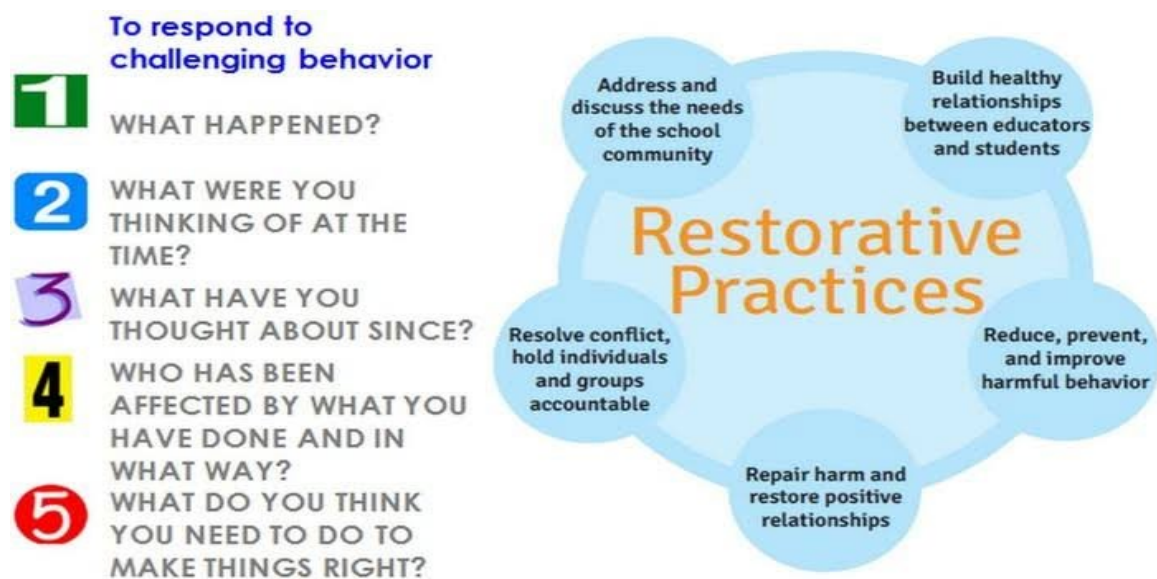 To respond to
challenging behavior
1
WHAT HAPPENED?
2
WHAT WERE YOU
THINKING OF AT THE
TIME?
3
WHAT HAVE YOU
THOUGHT ABOUT SINCE?
4
WHO HAS BEEN
AFFECTED BY WHAT YOU
HAVE DONE AND IN
WHAT WAY?
5
WHAT DO YOU THINK
YOU NEED TO DO TO
MAKE THINGS RIGHT?
Restorative
Practices
Address and
discuss the needs
of the school
community
Build healthy
relationships
between educators
and students
Reduce, prevent,
and improve
harmful behavior
Repair harm and
restore positive
relationships
Resolve conflict,
hold individuals
and groups
accountable